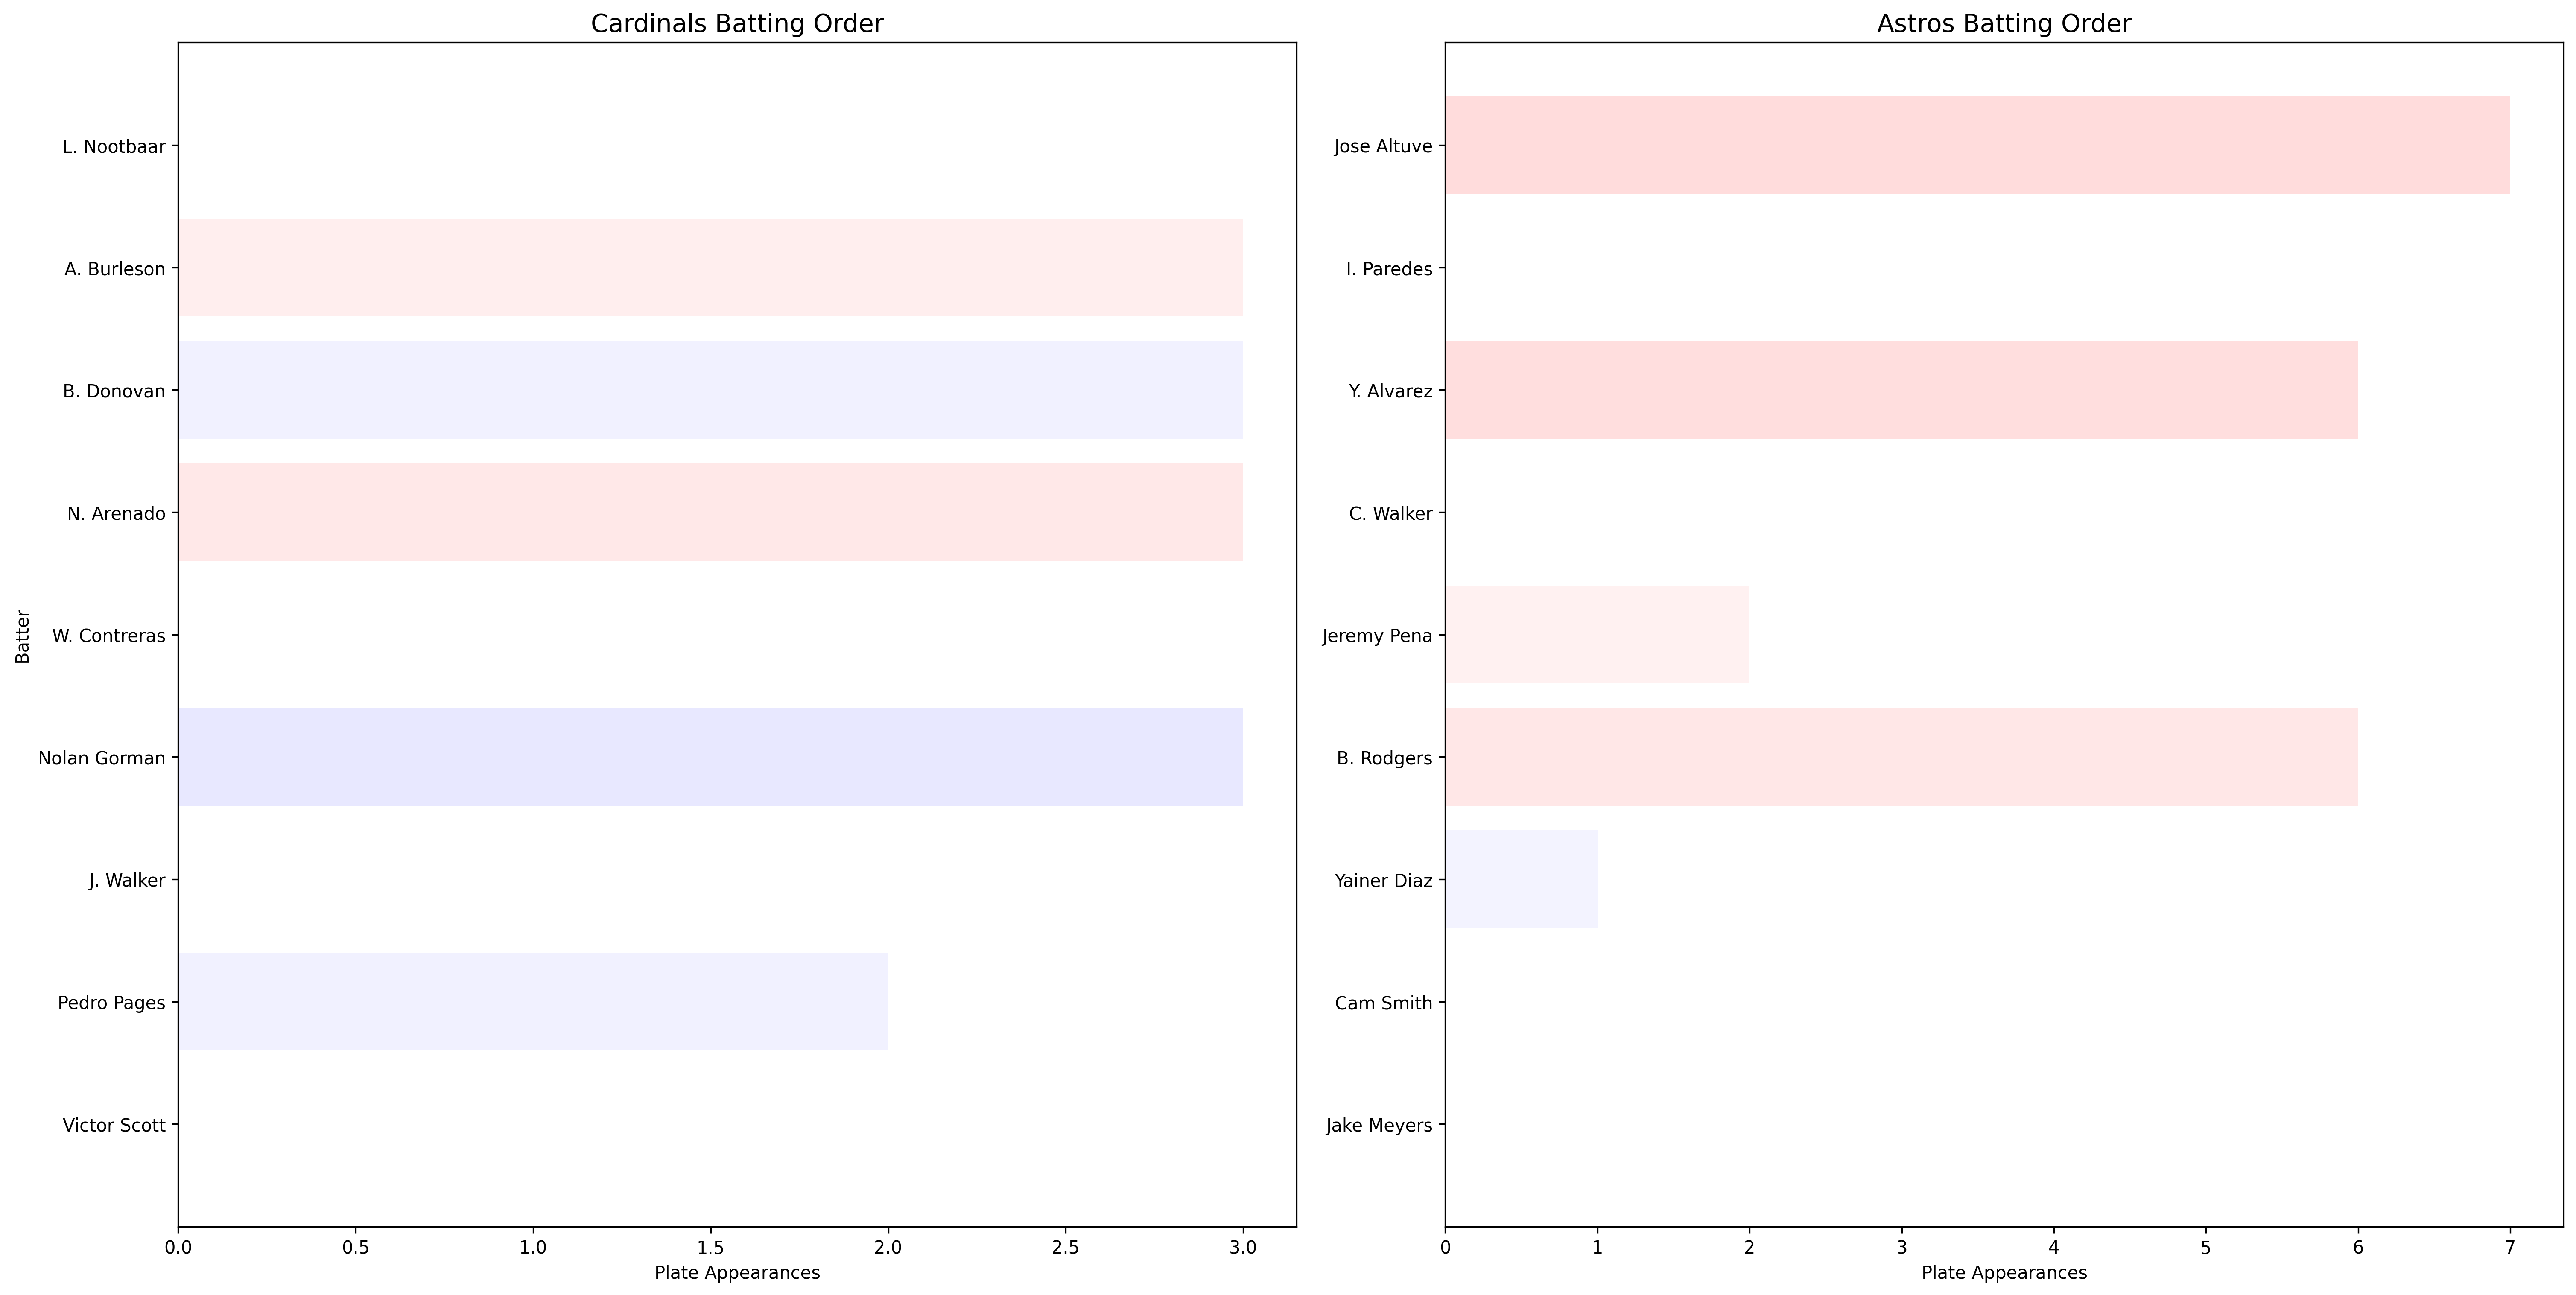 Cardinals Batting Order
Batter
L. Nootbaar
A. Burleson
B. Donovan
N. Arenado
W. Contreras
Nolan Gorman
J. Walker
Pedro Pages
Victor Scott
0.0 0.5 1.0 1.5 2.0 2.5 3.0
Plate Appearances
Astros Batting Order
Jose Altuve
I. Paredes
Y. Alvarez
C. Walker
Jeremy Pena
B. Rodgers
Yainer Diaz
Cam Smith
Jake Meyers
0 1 2 3 4 5 6 7
Plate Appearances